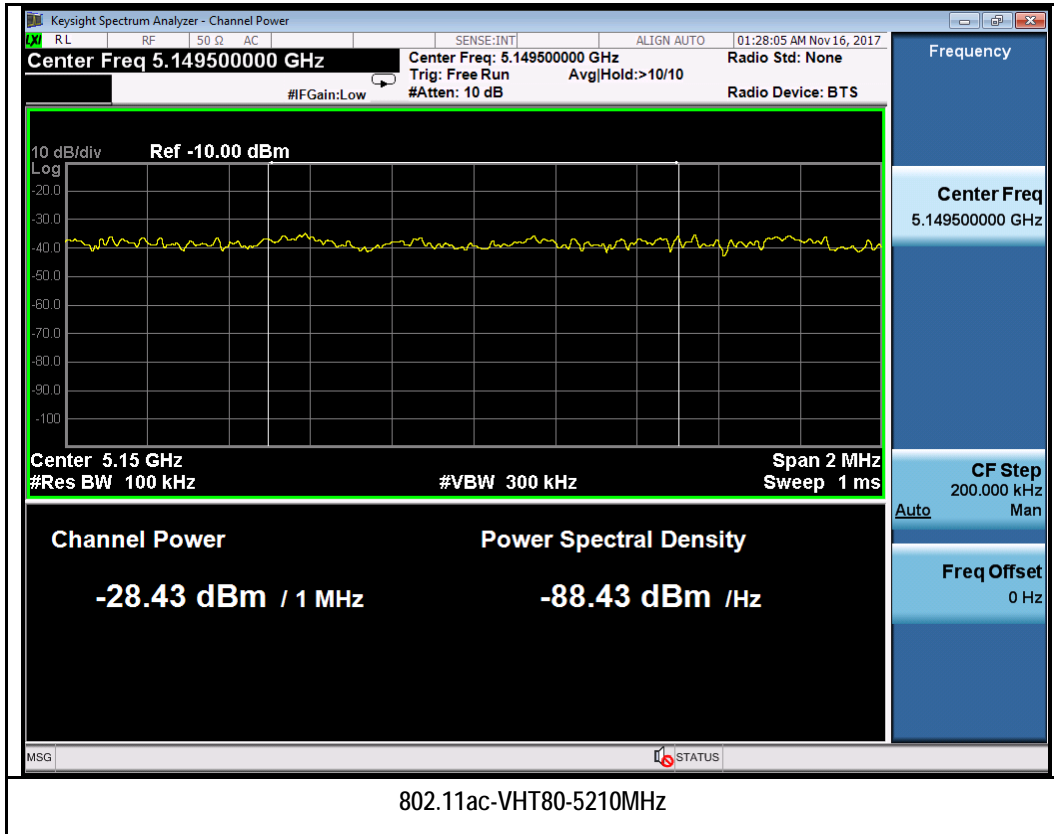 Keysight Spectrum Analyzer - Channel Power
LXI RL RF 50 Ω AC SENSE:INT ALIGN AUTO 01:28:05 AM Nov 16, 2017
Center Freq 5.149500000 GHz
Center Freq: 5.149500000 GHz Radio Std: None
Trig: Free Run Avg|Hold:>10/10
#IFGain:Low #Atten: 10 dB Radio Device: BTS
10 dB/div Ref -10.00 dBm
Log
-20.0
-30.0
-40.0
-50.0
-60.0
-70.0
-80.0
-90.0
-100
Center 5.15 GHz Span 2 MHz
#Res BW 100 kHz #VBW 300 kHz Sweep 1 ms
Channel Power Power Spectral Density
-28.43 dBm / 1 MHz -88.43 dBm /Hz
MSG STATUS
Frequency
Center Freq
5.149500000 GHz
CF Step
200.000 kHz
Auto Man
Freq Offset
0 Hz
802.11ac-VHT80-5210MHz